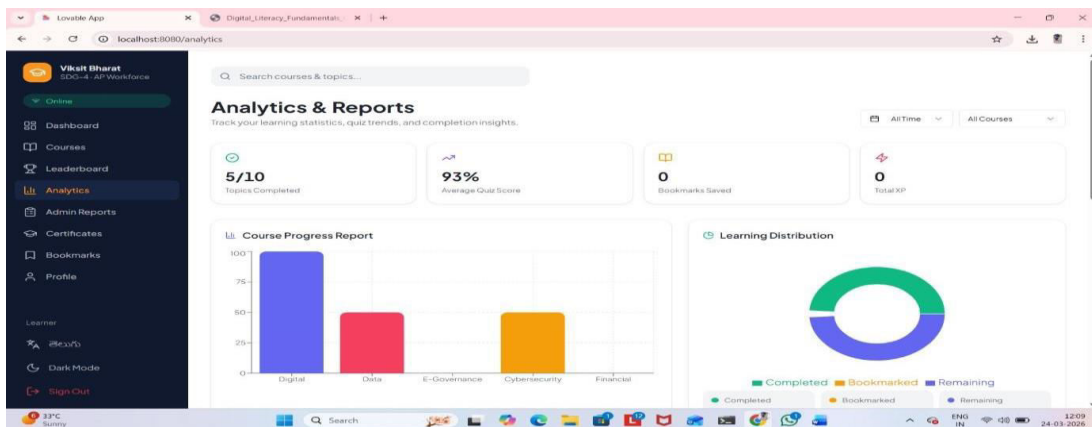 Lovable App
Digital_Literacy_Fundamentals_
localhost:8080/analytics
Viksit Bharat
SDG-4 · AP Workforce
Online
Dashboard
Courses
Leaderboard
Analytics
Admin Reports
Certificates
Bookmarks
Profile
Learner
తెలుగు
Dark Mode
Sign Out
Search courses & topics...
Analytics & Reports
Track your learning statistics, quiz trends, and completion insights.
All Time
All Courses
5/10
Topics Completed
93%
Average Quiz Score
0
Bookmarks Saved
0
Total XP
Course Progress Report
100
75
50
25
0
Digital Data E-Governance Cybersecurity Financial
Learning Distribution
Completed Bookmarked Remaining
Completed Bookmarked Remaining
33°C
Sunny
Search
ENG
IN
12:09
24-03-2026